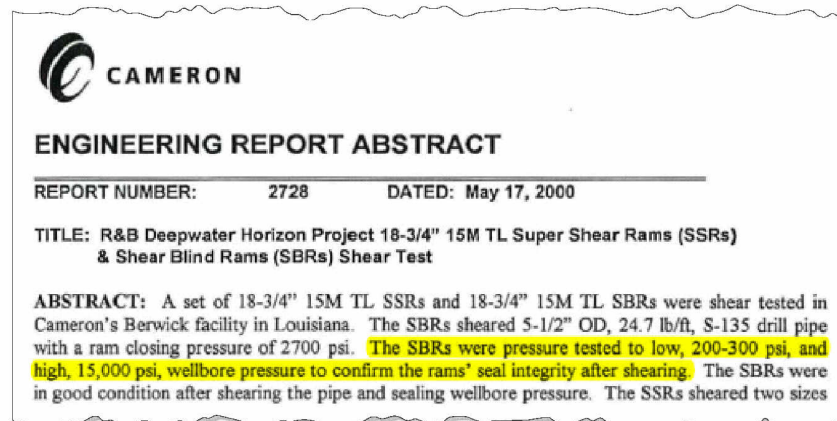 CAMERON
ENGINEERING REPORT ABSTRACT
REPORT NUMBER: 2728 DATED: May 17, 2000
TITLE: R&B Deepwater Horizon Project 18-3/4" 15M TL Super Shear Rams (SSRs)
& Shear Blind Rams (SBRs) Shear Test
ABSTRACT: A set of 18-3/4" 15M TL SSRs and 18-3/4" 15M TL SBRs were shear tested in
Cameron's Berwick facility in Louisiana. The SBRs sheared 5-1/2" OD, 24.7 lb/ft, S-135 drill pipe
with a ram closing pressure of 2700 psi. The SBRs were pressure tested to low, 200-300 psi, and
high, 15,000 psi, wellbore pressure to confirm the rams' seal integrity after shearing. The SBRs were
in good condition after shearing the pipe and sealing wellbore pressure. The SSRs sheared two sizes